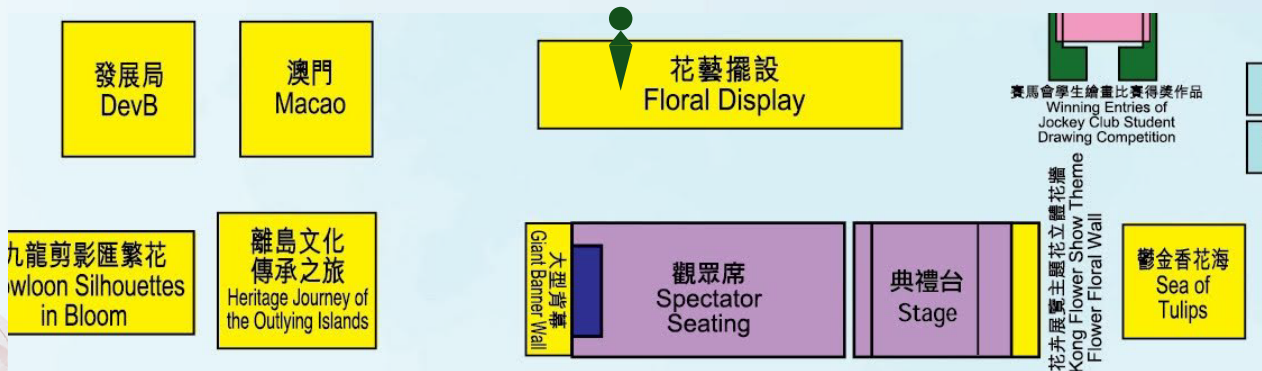 發展局
DevB
澳門
Macao
花藝擺設
Floral Display
賽馬會學生繪畫比賽得獎作品
Winning Entries of
Jockey Club Student
Drawing Competition
九龍剪影匯繁花
owloon Silhouettes
in Bloom
離島文化
傳承之旅
Heritage Journey of
the Outlying Islands
大型背幕
Giant Banner Wall
觀眾席
Spectator
Seating
典禮台
Stage
花卉展覽主題花立體花牆
Kong Flower Show Theme
Flower Floral Wall
鬱金香花海
Sea of
Tulips